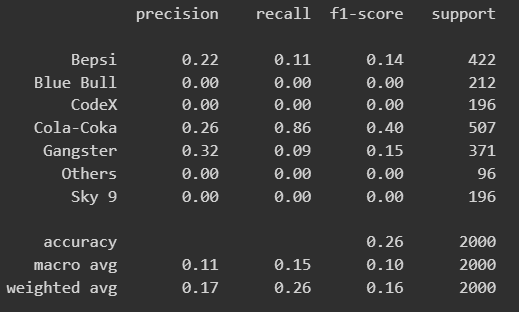 precision recall f1-score support
Bepsi 0.22 0.11 0.14 422
Blue Bull 0.00 0.00 0.00 212
CodeX 0.00 0.00 0.00 196
Cola-Coka 0.26 0.86 0.40 507
Gangster 0.32 0.09 0.15 371
Others 0.00 0.00 0.00 96
Sky 9 0.00 0.00 0.00 196
accuracy 0.26 2000
macro avg 0.11 0.15 0.10 2000
weighted avg 0.17 0.26 0.16 2000